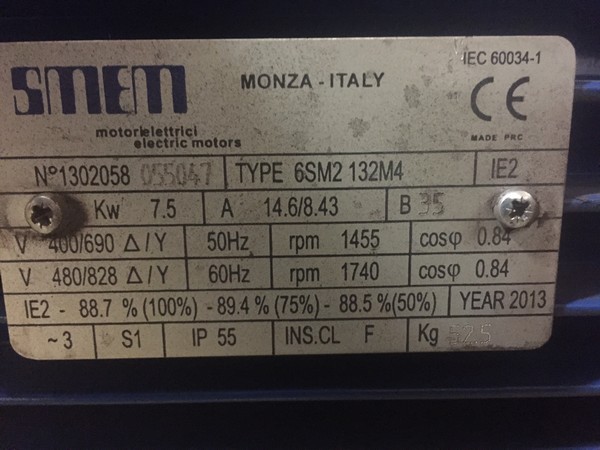 IEC 60034-1
SMEM
MONZA - ITALY
CE
motori elettrici
electric motors
MADE PRC
N° 1302058 055047 TYPE 6SM2 132M4 IE2
Kw 7.5 A 14.6/8.43 B 35
V 400/690 Δ/Y 50Hz rpm 1455 cosφ 0.84
V 480/828 Δ/Y 60Hz rpm 1740 cosφ 0.84
IE2 - 88.7 % (100%) - 89.4 % (75%) - 88.5 % (50%) YEAR 2013
~3 S1 IP 55 INS.CL F Kg